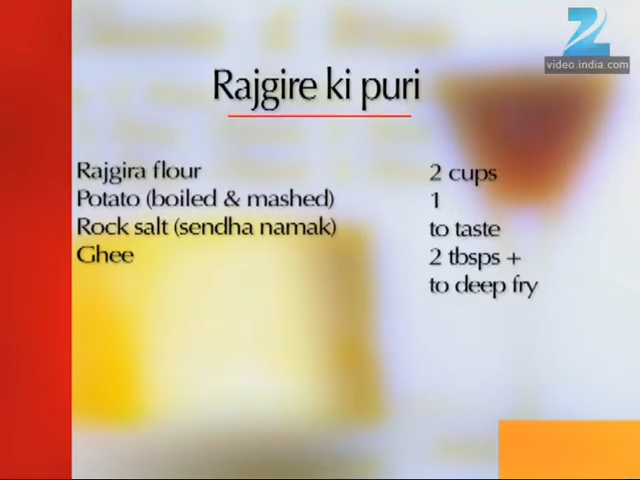 video.india.com
Rajgire ki puri
Rajgira flour 2 cups
Potato (boiled & mashed) 1
Rock salt (sendha namak) to taste
Ghee 2 tbsps +
to deep fry